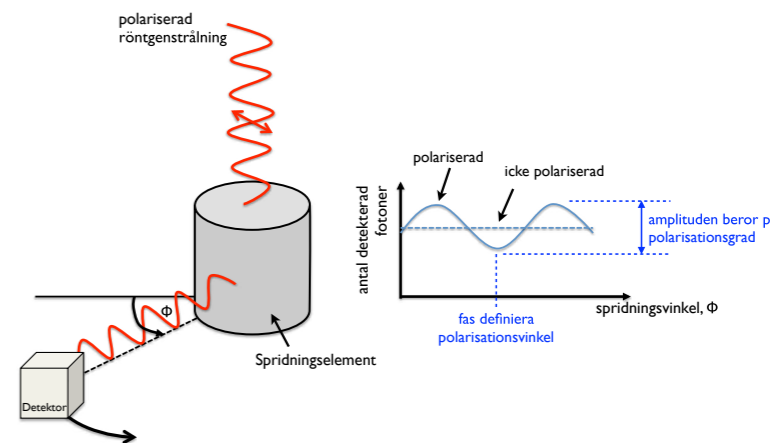 polariserad
röntgenstrålning
Φ
Spridningselement
Detektor
polariserad
icke polariserad
antal detekterad
fotoner
amplituden beror p
polarisationsgrad
spridningsvinkel, Φ
fas definiera
polarisationsvinkel